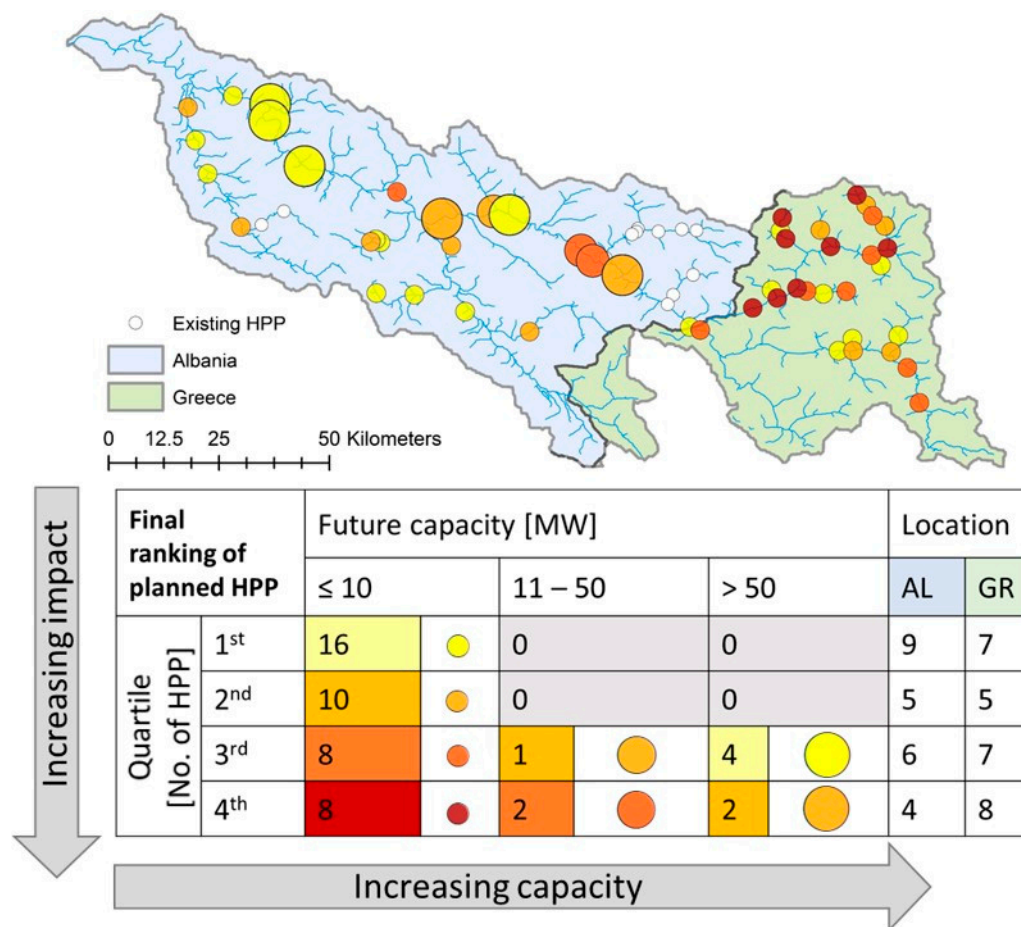 Existing HPP
Albania
Greece
0 12.5 25 50 Kilometers
Increasing impact
Final ranking of planned HPP
Future capacity [MW]
Location
≤ 10
11 – 50
> 50
AL
GR
Quartile
[No. of HPP]
1st 16 0 0 9 7
2nd 10 0 0 5 5
3rd 8 1 4 6 7
4th 8 2 2 4 8
Increasing capacity